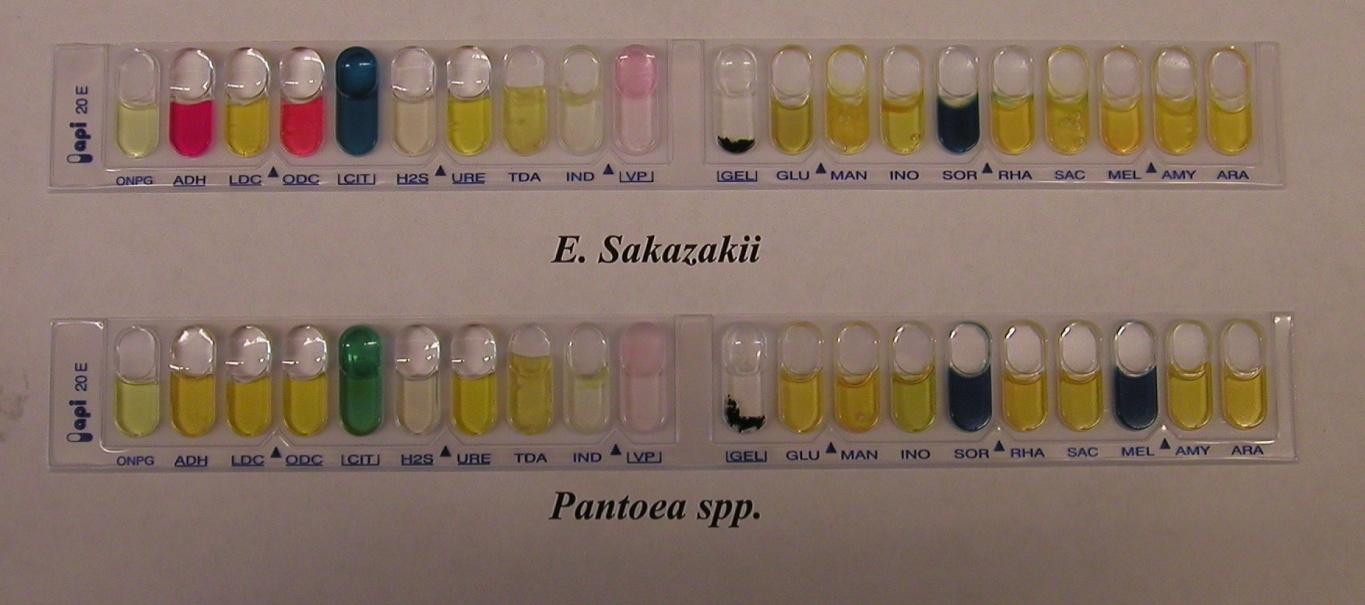 api 20 E
ONPG ADH LDC ODC CIT H2S URE TDA IND VP GEL GLU MAN INO SOR RHA SAC MEL AMY ARA
E. Sakazakii
api 20 E
ONPG ADH LDC ODC CIT H2S URE TDA IND VP GEL GLU MAN INO SOR RHA SAC MEL AMY ARA
Pantoea spp.